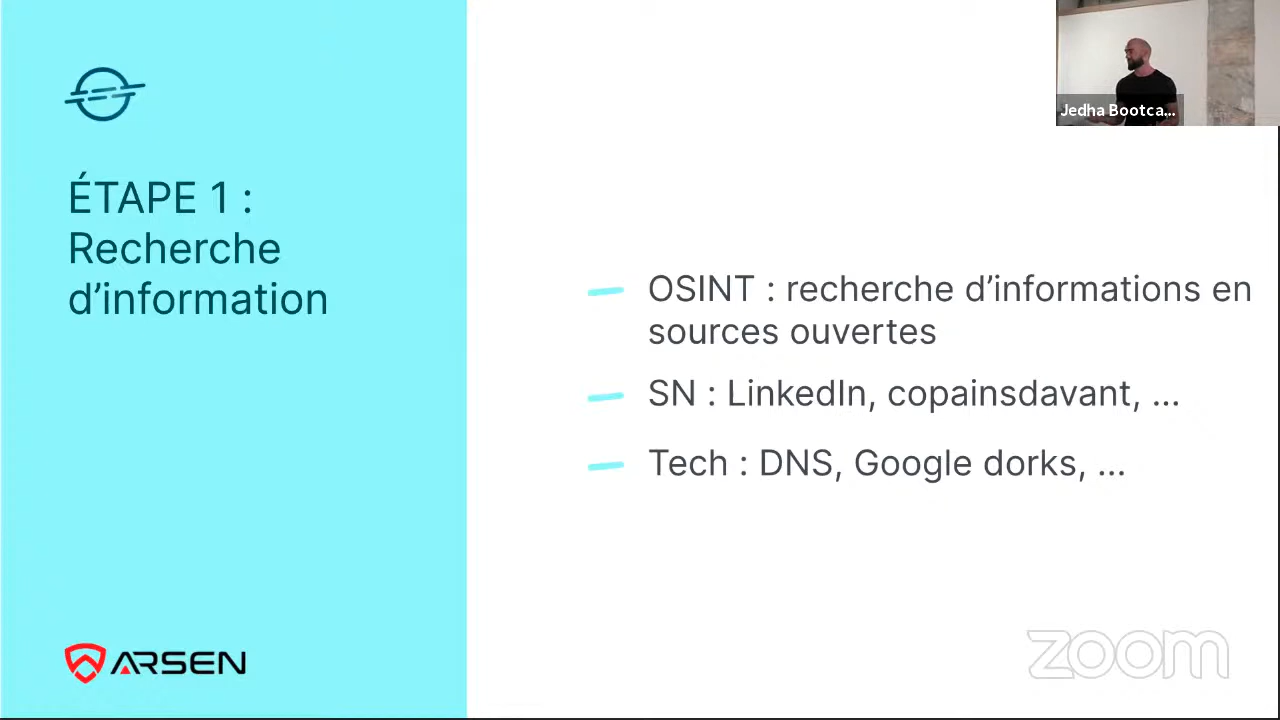 Jedha Bootca...
ÉTAPE 1 :
Recherche
d’information
OSINT : recherche d’informations en
sources ouvertes
SN : LinkedIn, copainsdavant, ...
Tech : DNS, Google dorks, ...
ARSEN
zoom